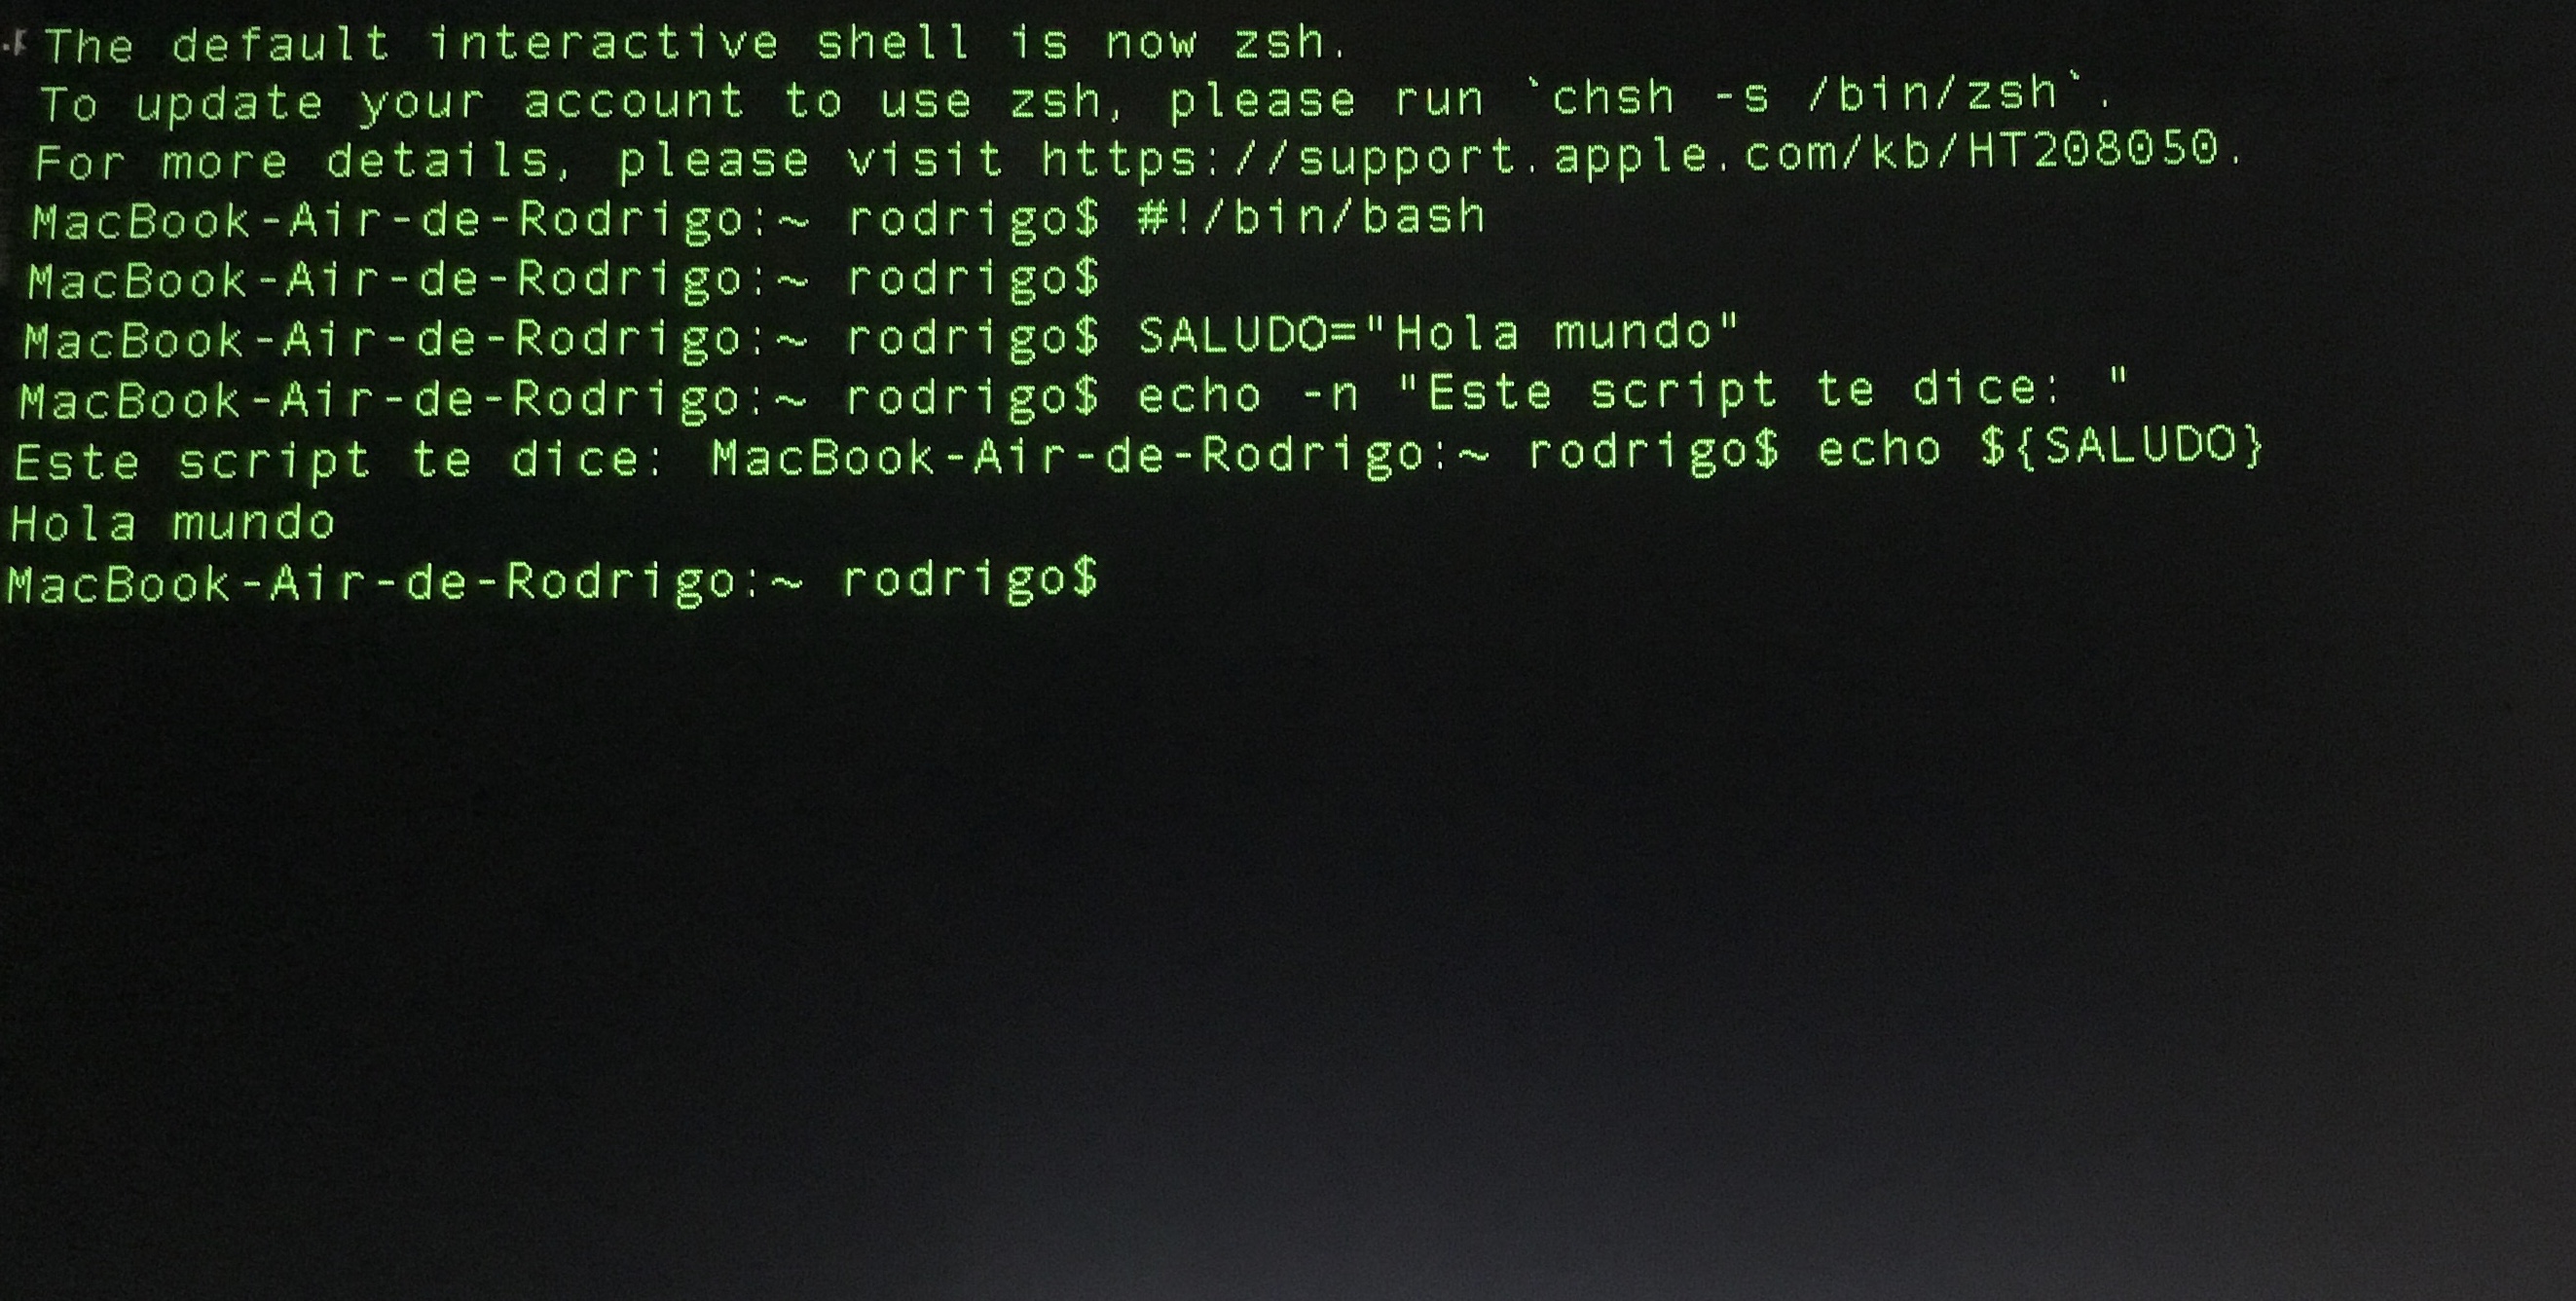 The default interactive shell is now zsh.
To update your account to use zsh, please run `chsh -s /bin/zsh`.
For more details, please visit https://support.apple.com/kb/HT208050.
MacBook-Air-de-Rodrigo:~ rodrigo$ #!/bin/bash
MacBook-Air-de-Rodrigo:~ rodrigo$
MacBook-Air-de-Rodrigo:~ rodrigo$ SALUDO="Hola mundo"
MacBook-Air-de-Rodrigo:~ rodrigo$ echo -n "Este script te dice: "
Este script te dice: MacBook-Air-de-Rodrigo:~ rodrigo$ echo ${SALUDO}
Hola mundo
MacBook-Air-de-Rodrigo:~ rodrigo$